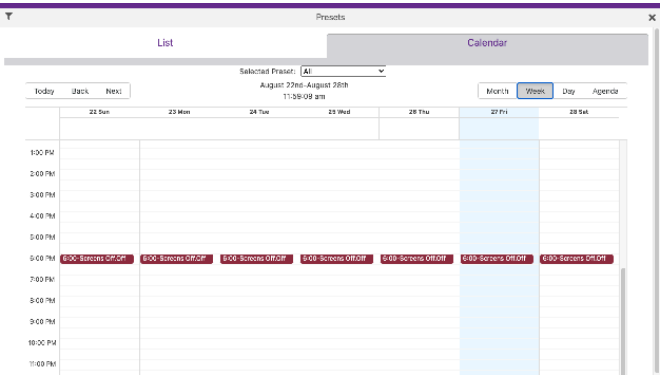 Presets
List
Calendar
Selected Preset: All
Today Back Next
August 22nd-August 28th
11:59:09 am
Month Week Day Agenda
22 Sun 23 Mon 24 Tue 25 Wed 26 Thu 27 Fri 28 Sat
1:00 PM
2:00 PM
3:00 PM
4:00 PM
5:00 PM
6:00 PM 6:00-Screens Off.Off 6:00-Screens Off.Off 6:00-Screens Off.Off 6:00-Screens Off.Off 6:00-Screens Off.Off 6:00-Screens Off.Off 6:00-Screens Off.Off
7:00 PM
8:00 PM
9:00 PM
10:00 PM
11:00 PM